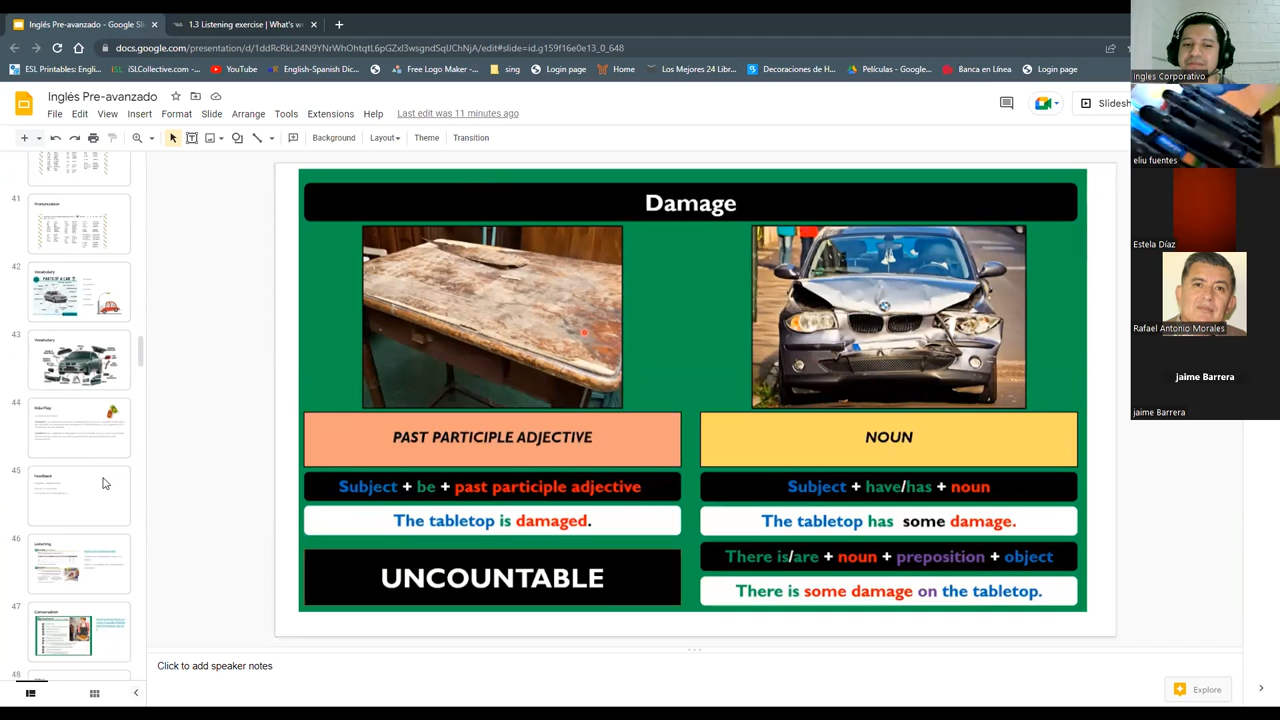 Inglés Pre-avanzado - Google Sli
1.3 Listening exercise | What's w
docs.google.com/presentation/d/1ddRcRkL24N9YNrWhOhtqtL6pGZxl3wsgndSqlJChNjA/edit#slide=id.g159f16e0e13_0_648
ESL Printables: Engli...
iSLCollective.com -...
YouTube
English-Spanish Dic...
Free Logo Maker -...
sing
Login page
Home
Los Mejores 24 Libr...
Decoraciones de H...
Películas - Google...
Banca en Línea
Login page
Inglés Pre-avanzado
File Edit View Insert Format Slide Arrange Tools Extensions Help Last edit was 11 minutes ago
Slidesh
Background Layout Theme Transition
41
Pronunciation
42
Vocabulary
43
Vocabulary
44
Role Play
45
Feedback
46
Listening
47
Conversation
48
Damage
PAST PARTICIPLE ADJECTIVE
Subject + be + past participle adjective
The tabletop is damaged.
UNCOUNTABLE
NOUN
Subject + have/has + noun
The tabletop has some damage.
There is/are + noun + preposition + object
There is some damage on the tabletop.
Click to add speaker notes
Explore
Ingles Corporativo
eliu fuentes
Estela Díaz
Rafael Antonio Morales
jaime Barrera
jaime Barrera